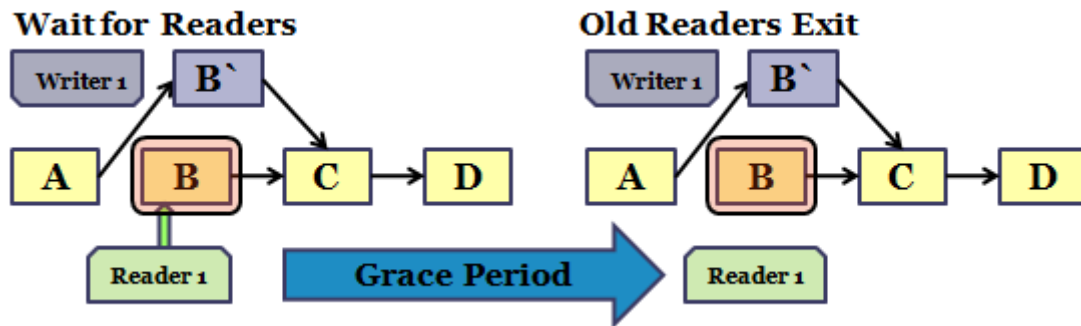 Wait for Readers
Old Readers Exit
Writer 1
B`
Writer 1
B`
A
B
C
D
A
B
C
D
Reader 1
Grace Period
Reader 1